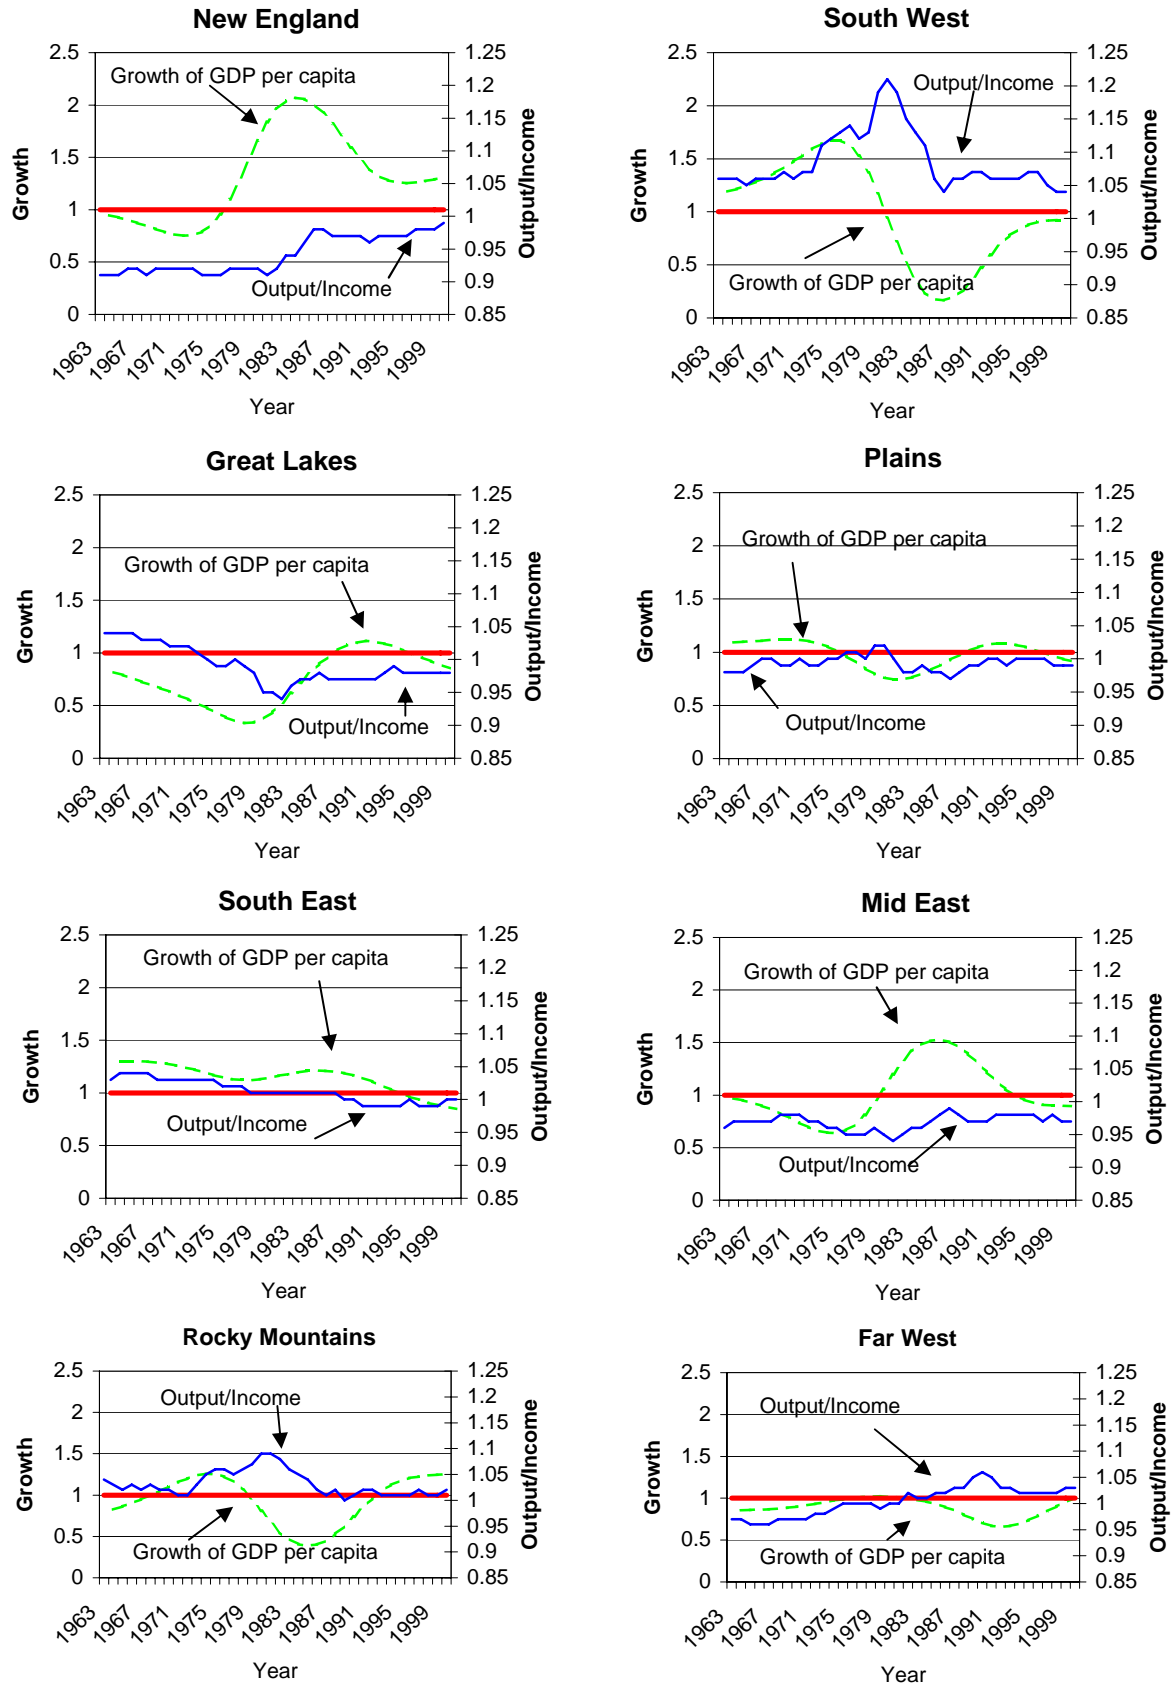 New England
2.5
2
1.5
1
0.5
0
1.25
1.2
1.15
1.1
1.05
1
0.95
0.9
0.85
Growth
Output/Income
Growth of GDP per capita
Output/Income
1963 1967 1971 1975 1979 1983 1987 1991 1995 1999
Year
South West
2.5
2
1.5
1
0.5
0
1.25
1.2
1.15
1.1
1.05
1
0.95
0.9
0.85
Growth
Output/Income
Output/Income
Growth of GDP per capita
1963 1967 1971 1975 1979 1983 1987 1991 1995 1999
Year
Great Lakes
2.5
2
1.5
1
0.5
0
1.25
1.2
1.15
1.1
1.05
1
0.95
0.9
0.85
Growth
Output/Income
Growth of GDP per capita
Output/Income
1963 1967 1971 1975 1979 1983 1987 1991 1995 1999
Year
Plains
2.5
2
1.5
1
0.5
0
1.25
1.2
1.15
1.1
1.05
1
0.95
0.9
0.85
Growth
Output/Income
Growth of GDP per capita
Output/Income
1963 1967 1971 1975 1979 1983 1987 1991 1995 1999
Year
South East
2.5
2
1.5
1
0.5
0
1.25
1.2
1.15
1.1
1.05
1.00
0.95
0.9
0.85
Growth
Output/Income
Growth of GDP per capita
Output/Income
1963 1967 1971 1975 1979 1983 1987 1991 1995 1999
Year
Mid East
2.5
2
1.5
1
0.5
0
1.25
1.2
1.15
1.1
1.05
1
0.95
0.9
0.85
Growth
Output/Income
Growth of GDP per capita
Output/Income
1963 1967 1971 1975 1979 1983 1987 1991 1995 1999
Year
Rocky Mountains
2.5
2
1.5
1
0.5
0
1.25
1.2
1.15
1.1
1.05
1
0.95
0.9
0.85
Growth
Output/Income
Output/Income
Growth of GDP per capita
1963 1967 1971 1975 1979 1983 1987 1991 1995 1999
Year
Far West
2.5
2
1.5
1
0.5
0
1.25
1.2
1.15
1.1
1.05
1
0.95
0.9
0.85
Growth
Output/Income
Output/Income
Growth of GDP per capita
1963 1967 1971 1975 1979 1983 1987 1991 1995 1999
Year